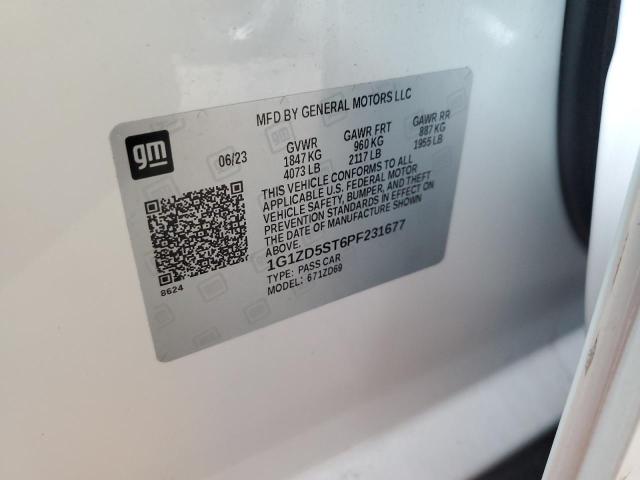 MFD BY GENERAL MOTORS LLC
gm
06/23
GVWR GAWR FRT GAWR RR
1847 KG 960 KG 887 KG
4073 LB 2117 LB 1955 LB
THIS VEHICLE CONFORMS TO ALL
APPLICABLE U.S. FEDERAL MOTOR
VEHICLE SAFETY, BUMPER, AND THEFT
PREVENTION STANDARDS IN EFFECT ON
THE DATE OF MANUFACTURE SHOWN
ABOVE.
1G1ZD5ST6PF231677
TYPE: PASS CAR
MODEL: 671ZD69
8624